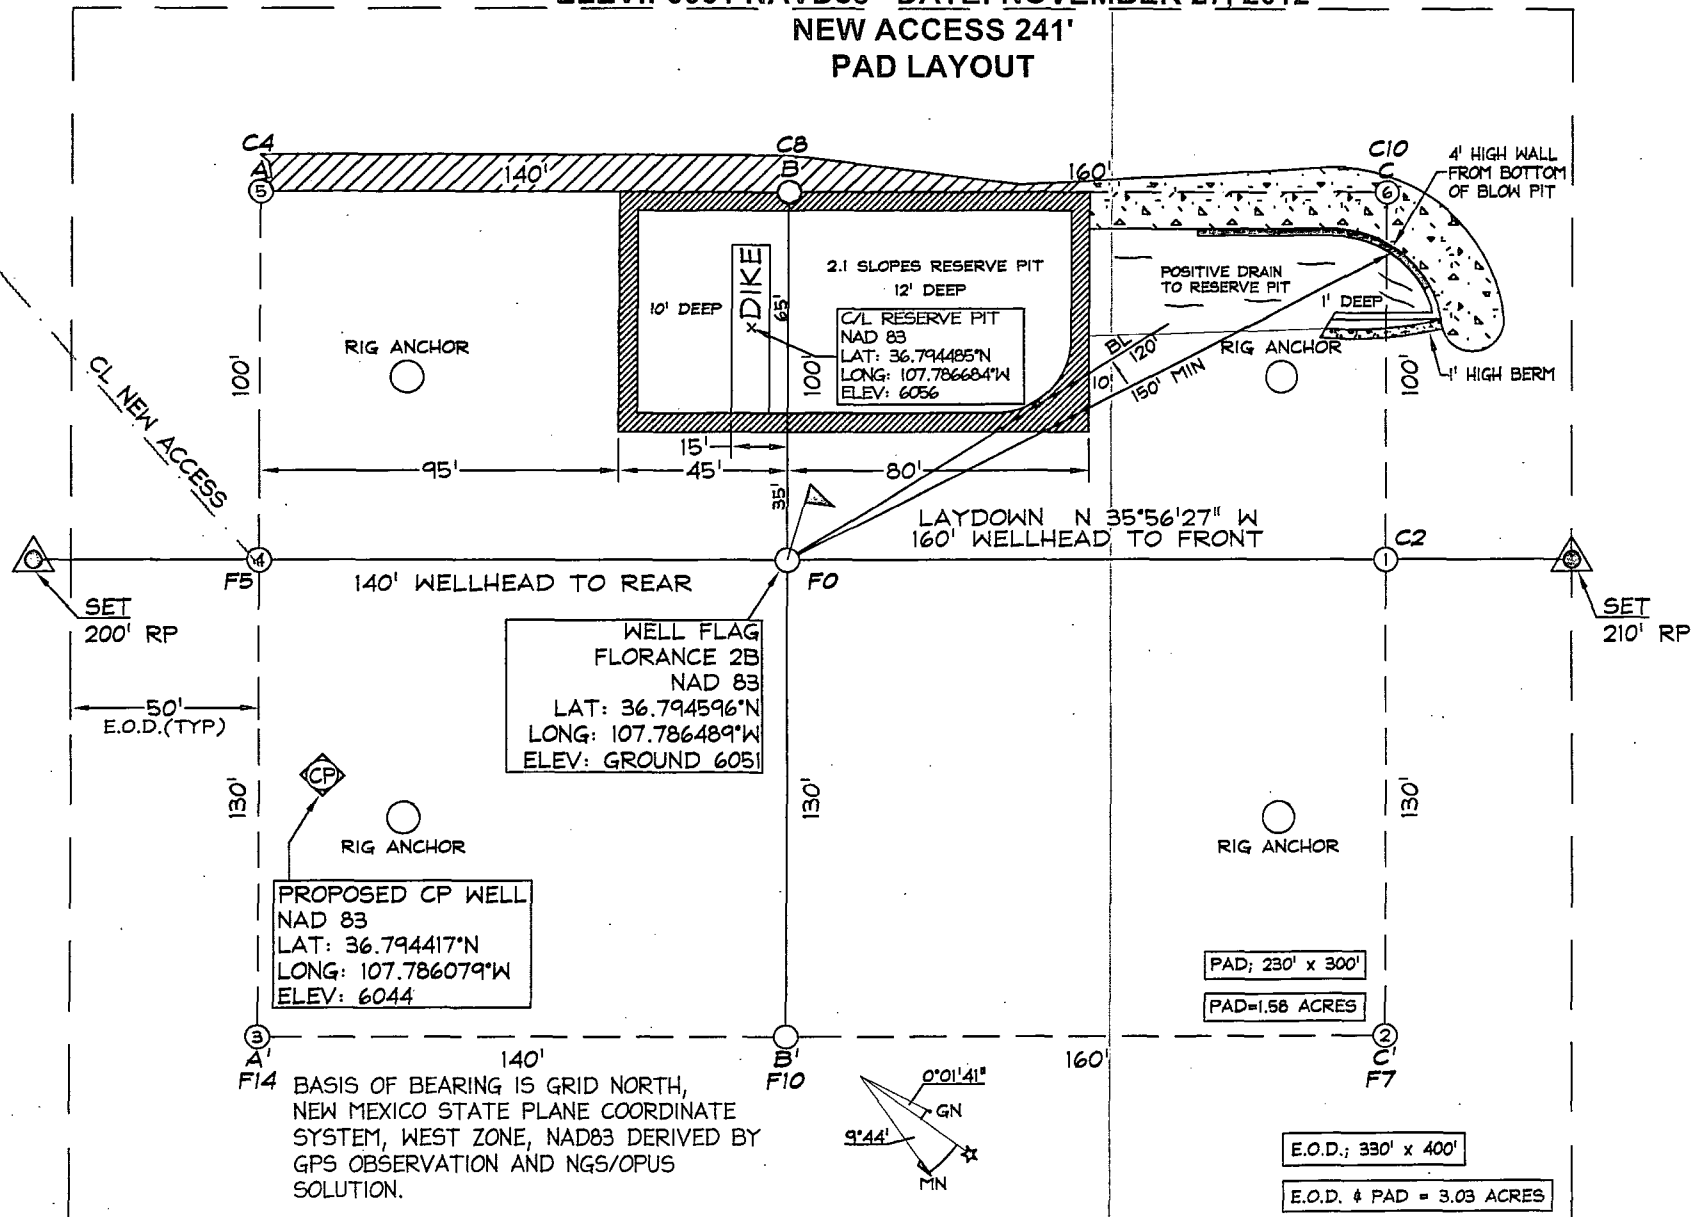 ELEV.: 6051 NAVD88 DATE: NOVEMBER 27, 2012
NEW ACCESS 241'
PAD LAYOUT
C4
A
5
140'
C8
B
160'
C10
C
6
4' HIGH WALL
FROM BOTTOM
OF BLOW PIT
10' DEEP
DIKE
x
65'
2.1 SLOPES RESERVE PIT
12' DEEP
C/L RESERVE PIT
NAD 83
LAT: 36.794485°N
LONG: 107.786684°W
ELEV: 6056
POSITIVE DRAIN
TO RESERVE PIT
1' DEEP
RIG ANCHOR
RIG ANCHOR
1' HIGH BERM
100'
100'
100'
BL
120'
10'
150' MIN
CL NEW ACCESS
15'
95'
45'
80'
35'
LAYDOWN N 35°56'27" W
160' WELLHEAD TO FRONT
4
F5
140' WELLHEAD TO REAR
F0
1
C2
SET
200' RP
SET
210' RP
WELL FLAG
FLORANCE 2B
NAD 83
LAT: 36.794596°N
LONG: 107.786489°W
ELEV: GROUND 6051
50'
E.O.D.(TYP)
CP
130'
130'
130'
RIG ANCHOR
RIG ANCHOR
PROPOSED CP WELL
NAD 83
LAT: 36.794417°N
LONG: 107.786079°W
ELEV: 6044
PAD; 230' x 300'
PAD=1.58 ACRES
3
A'
F14
140'
B'
F10
160'
2
C'
F7
BASIS OF BEARING IS GRID NORTH,
NEW MEXICO STATE PLANE COORDINATE
SYSTEM, WEST ZONE, NAD83 DERIVED BY
GPS OBSERVATION AND NGS/OPUS
SOLUTION.
0°01'41"
GN
9°44'
MN
E.O.D.; 330' x 400'
E.O.D. & PAD = 3.03 ACRES